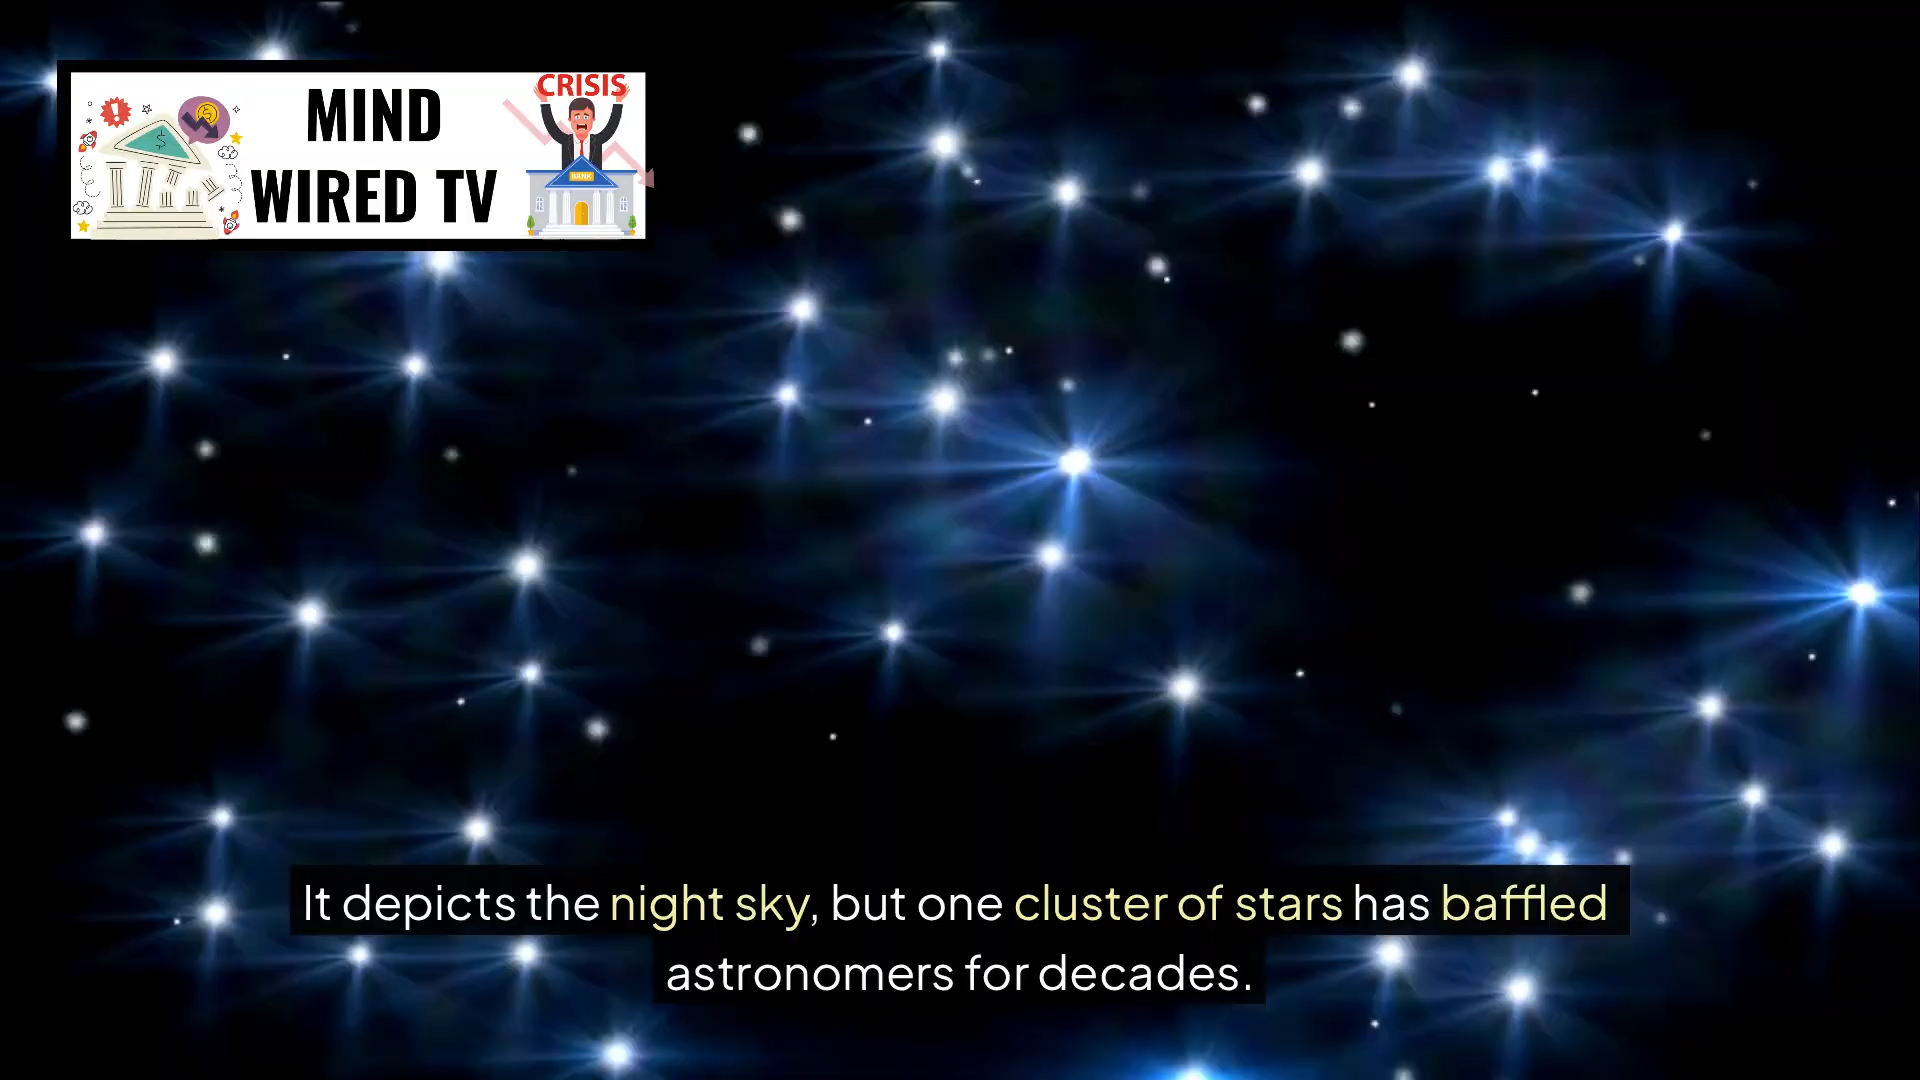 CRISIS
MIND
WIRED TV
BANK
It depicts the night sky, but one cluster of stars has baffled
astronomers for decades.